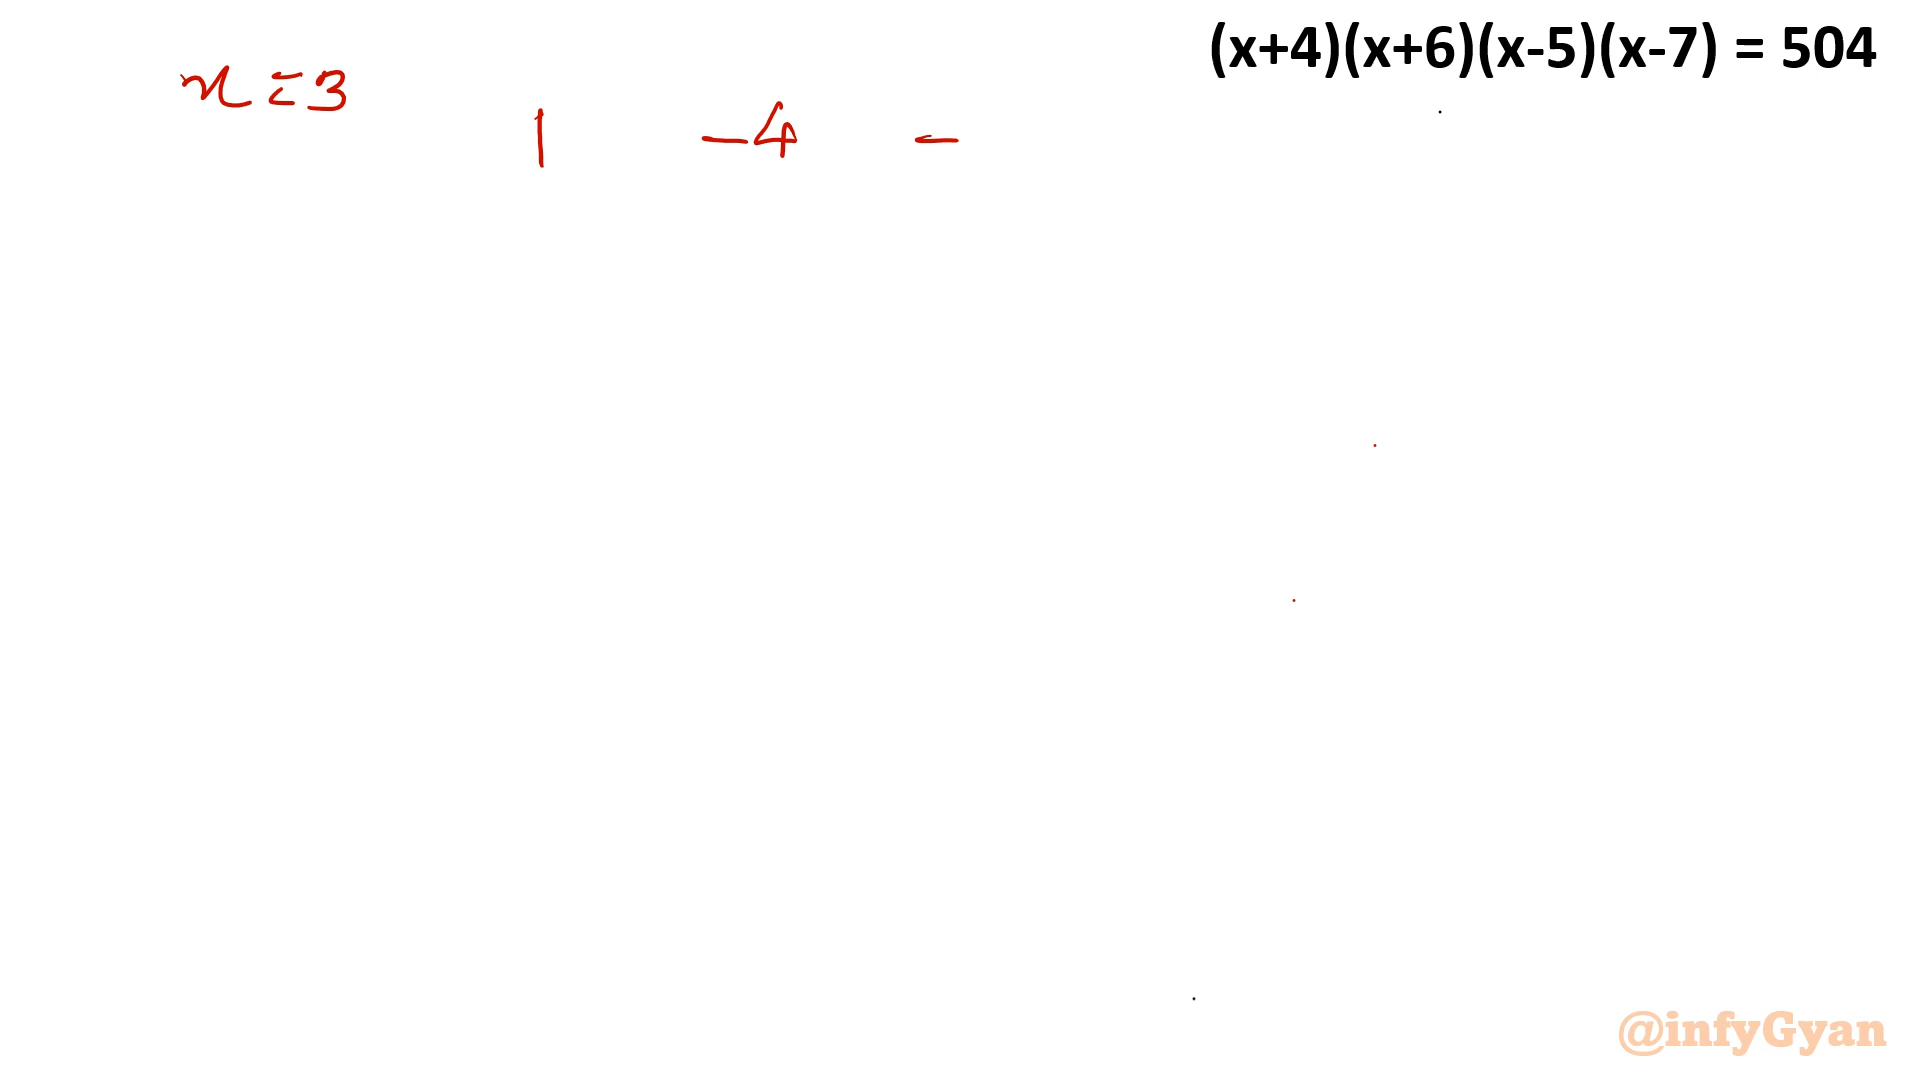 (x+4)(x+6)(x-5)(x-7) = 504
x = 3
1 -4 -
@infyGyan